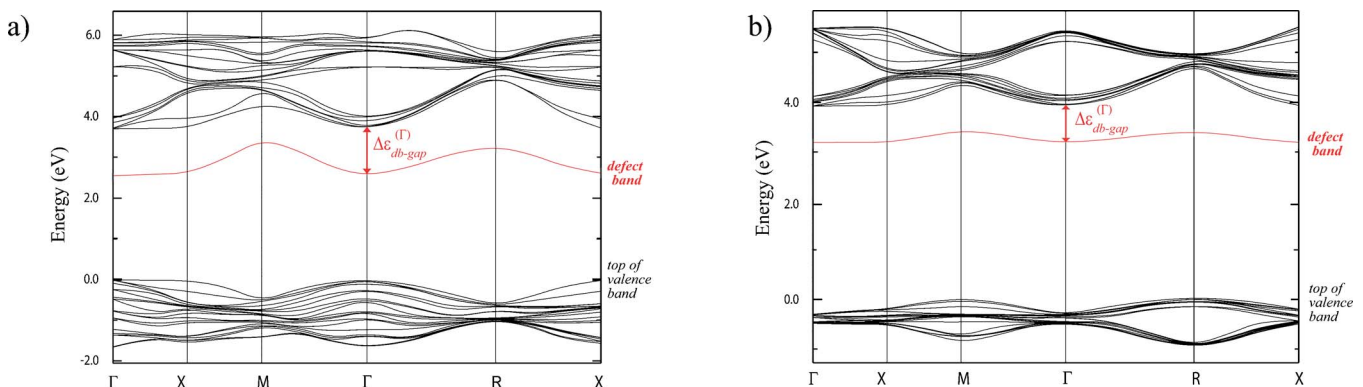 a)
6.0
4.0
2.0
0.0
-2.0
Energy (eV)
Δε db-gap (Γ)
defect
band
top of
valence
band
Γ X M Γ R X
b)
4.0
2.0
0.0
Energy (eV)
Δε db-gap (Γ)
defect
band
top of
valence
band
Γ X M Γ R X